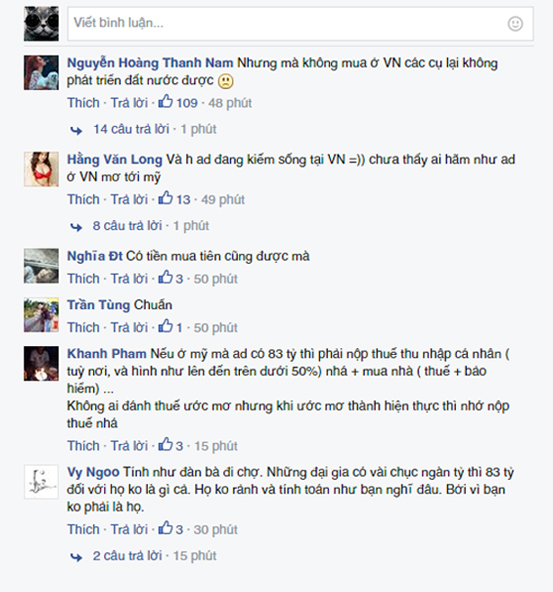 Viết bình luận...
Nguyễn Hoàng Thanh Nam Nhưng mà không mua ở VN các cụ lại không
phát triển đất nước được
Thích · Trả lời · 109 · 48 phút
14 câu trả lời · 1 phút
Hằng Văn Long Và h ad đang kiếm sống tại VN =)) chưa thấy ai hãm như ad
ở VN mơ tới mỹ
Thích · Trả lời · 13 · 49 phút
8 câu trả lời · 1 phút
Nghĩa Đt Có tiền mua tiên cũng được mà
Thích · Trả lời · 3 · 50 phút
Trần Tùng Chuẩn
Thích · Trả lời · 1 · 50 phút
Khanh Pham Nếu ở mỹ mà ad có 83 tỷ thì phải nộp thuế thu nhập cá nhân (
tuỳ nơi, và hình như lên đến trên dưới 50%) nhá + mua nhà ( thuế + bảo
hiểm) ...
Không ai đánh thuế ước mơ nhưng khi ước mơ thành hiện thực thì nhớ nộp
thuế nhá
Thích · Trả lời · 3 · 15 phút
Vy Ngoo Tính như đàn bà đi chợ. Những đại gia có vài chục ngàn tỷ thì 83 tỷ
đối với họ ko là gì cả. Họ ko rảnh và tính toán như bạn nghĩ đâu. Bởi vì bạn
ko phải là họ.
Thích · Trả lời · 3 · 30 phút
2 câu trả lời · 15 phút